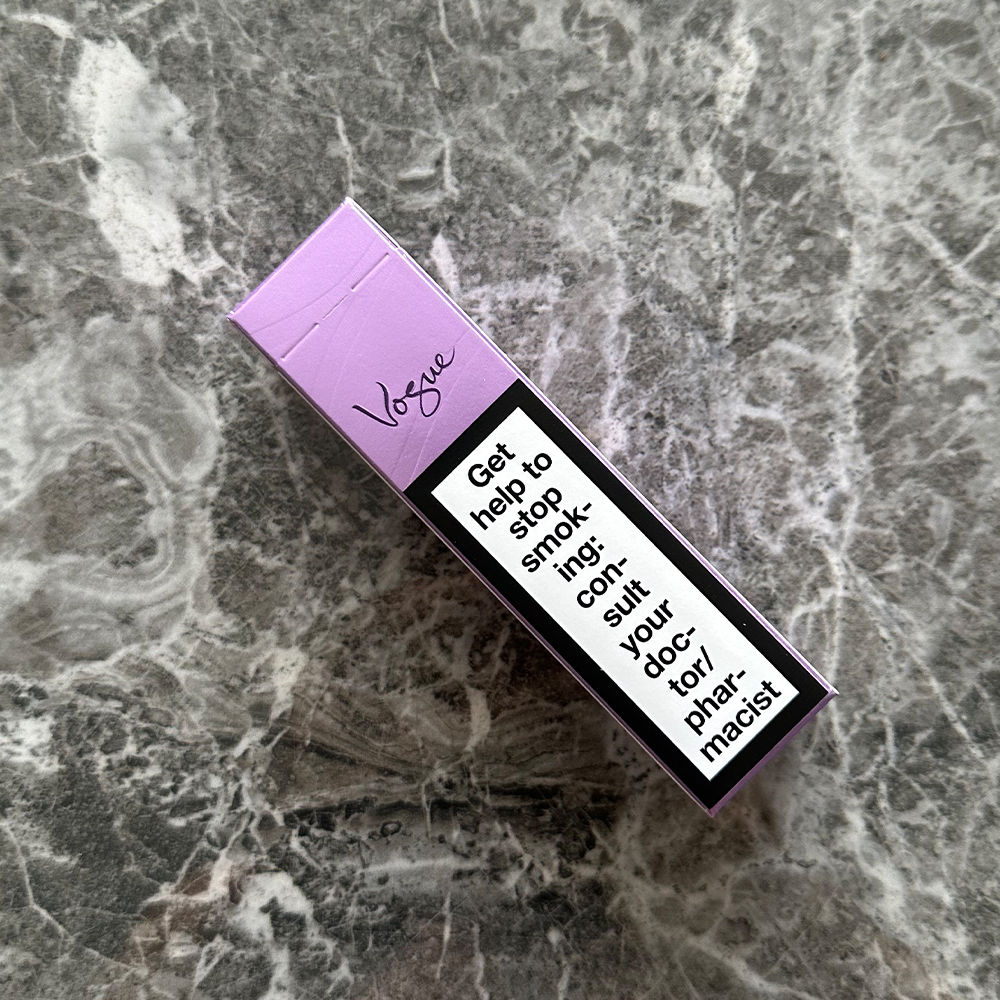 Vogue
Get
help to
stop
smok-
ing:
con-
sult
your
doc-
tor/
phar-
macist